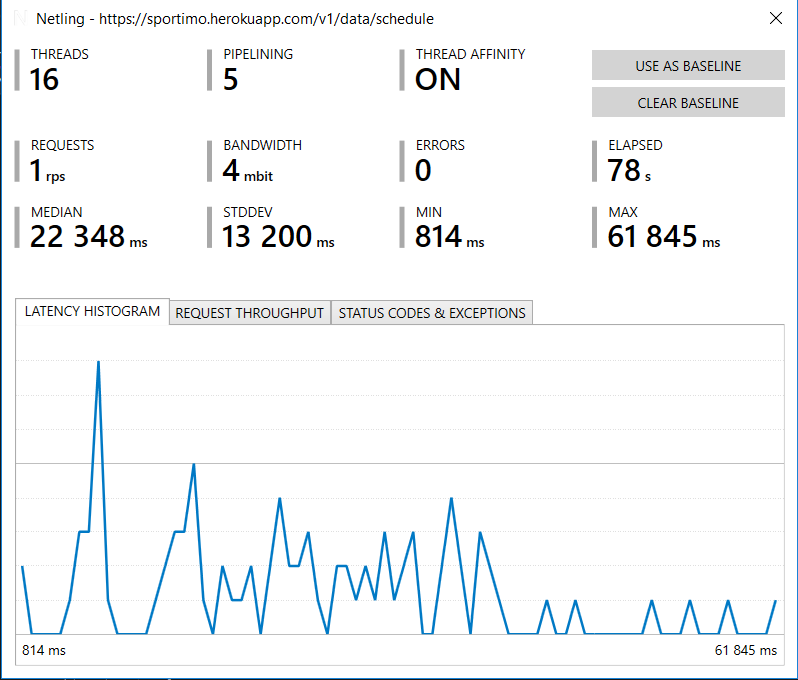 Netling - https://sportimo.herokuapp.com/v1/data/schedule
THREADS
16
PIPELINING
5
THREAD AFFINITY
ON
USE AS BASELINE
CLEAR BASELINE
REQUESTS
1 rps
BANDWIDTH
4 mbit
ERRORS
0
ELAPSED
78 s
MEDIAN
22 348 ms
STDDEV
13 200 ms
MIN
814 ms
MAX
61 845 ms
LATENCY HISTOGRAM
REQUEST THROUGHPUT
STATUS CODES & EXCEPTIONS
814 ms
61 845 ms